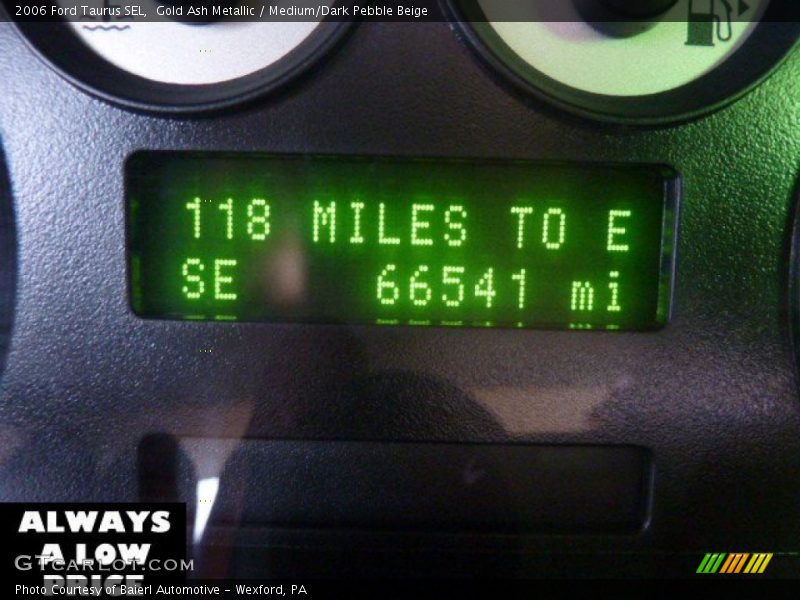 2006 Ford Taurus SEL,  Gold Ash Metallic / Medium/Dark Pebble Beige
118 MILES TO E
SE 66541 mi
ALWAYS
A LOW
PRICE
GTcarlot.com
Photo Courtesy of Baierl Automotive - Wexford, PA